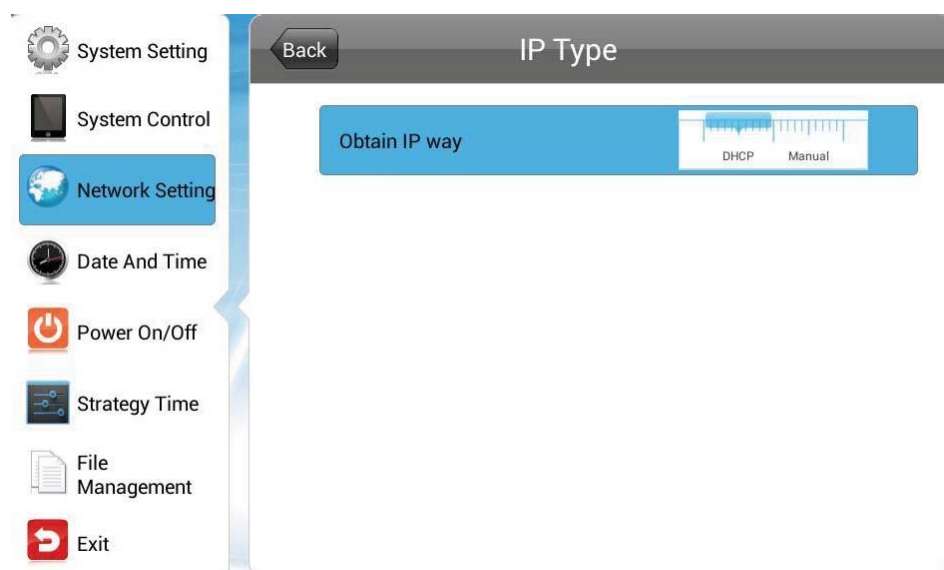 System Setting
System Control
Network Setting
Date And Time
Power On/Off
Strategy Time
File
Management
Exit
Back
IP Type
Obtain IP way
DHCP Manual